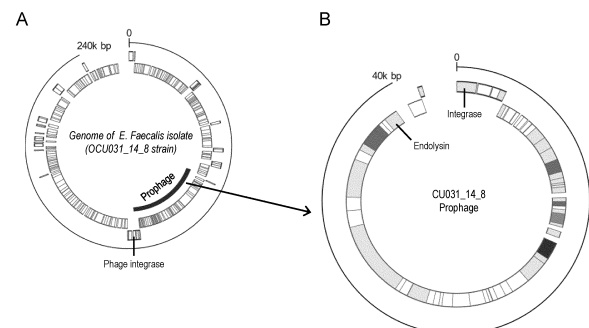 A
0
240k bp
Genome of E. Faecalis isolate
(OCU031_14_8 strain)
Prophage
Phage integrase
B
0
40k bp
Integrase
Endolysin
CU031_14_8
Prophage